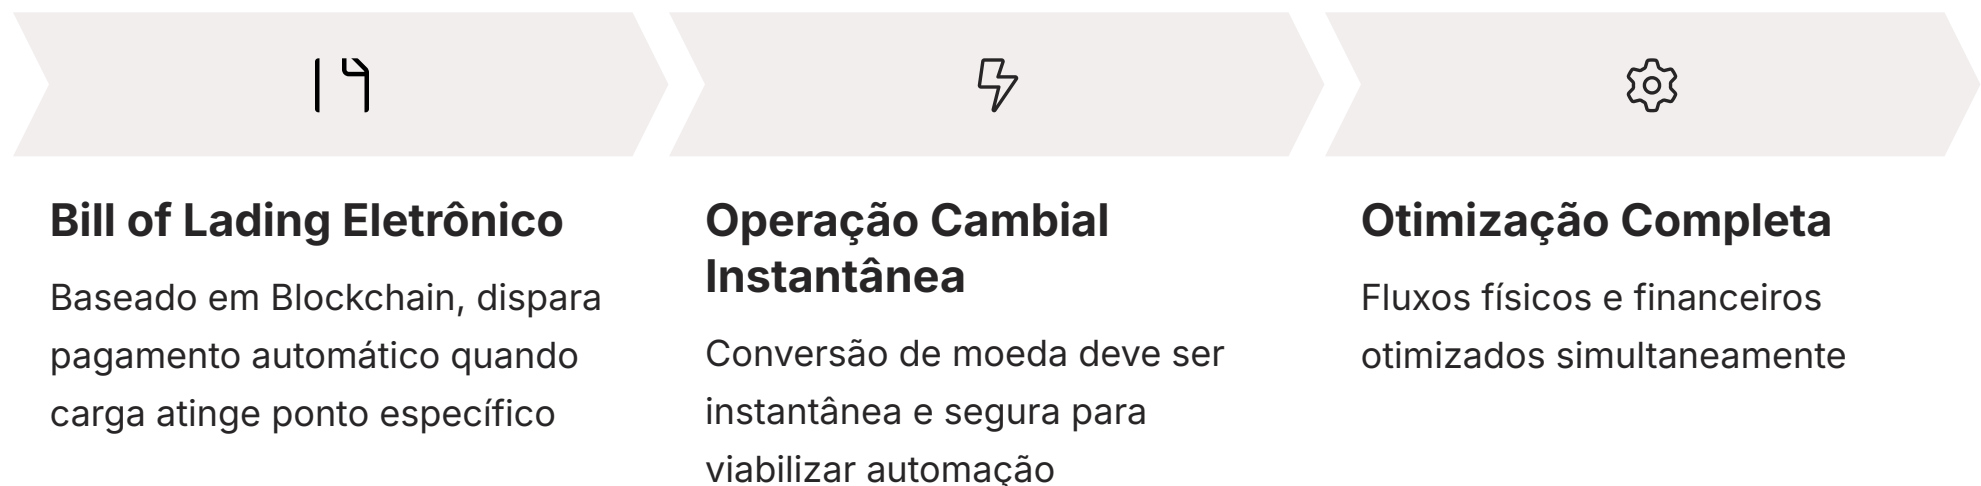 Bill of Lading Eletrônico
Baseado em Blockchain, dispara
pagamento automático quando
carga atinge ponto específico
Operação Cambial
Instantânea
Conversão de moeda deve ser
instantânea e segura para
viabilizar automação
Otimização Completa
Fluxos físicos e financeiros
otimizados simultaneamente